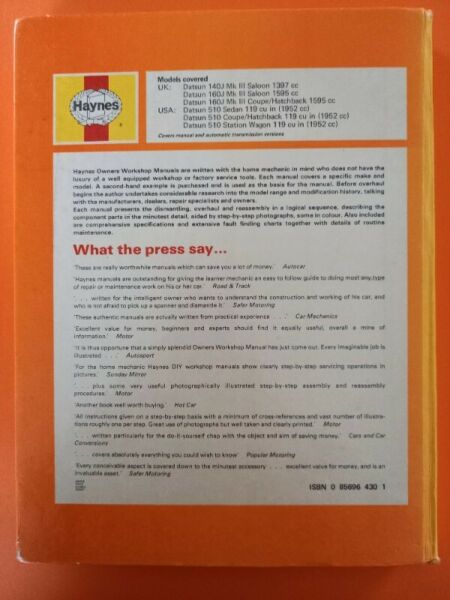 Haynes
Models covered
UK: Datsun 140J Mk III Saloon 1397 cc
Datsun 160J Mk III Saloon 1595 cc
Datsun 160J Mk III Coupe/Hatchback 1595 cc
USA: Datsun 510 Sedan 119 cu in (1952 cc)
Datsun 510 Coupe/Hatchback 119 cu in (1952 cc)
Datsun 510 Station Wagon 119 cu in (1952 cc)
Covers manual and automatic transmission versions
Haynes Owners Workshop Manuals are written with the home mechanic in mind who does not have the
luxury of a well equipped workshop or factory service tools. Each manual covers a specific make and
model. A second-hand example is purchased and is used as the basis for the manual. Before overhaul
begins the author undertakes considerable research into the model range and modification history, talking
with the manufacturers, dealers, repair specialists and owners.
Each manual presents the dismantling, overhaul and reassembly in a logical sequence, describing the
component parts in the minutest detail, aided by step-by-step photographs, some in colour. Also included
are comprehensive specifications and extensive fault finding charts together with details of routine
maintenance.
What the press say...
'These are really worthwhile manuals which can save you a lot of money.' Autocar
'Haynes manuals are outstanding for giving the learner mechanic an easy to follow guide to doing most any type
of repair or maintenance work on his or her car.' Road & Track
'. . . written for the intelligent owner who wants to understand the construction and working of his car, and
who is not afraid to pick up a spanner and dismantle it.' Safer Motoring
'These authentic manuals are actually written from practical experience . . .' Car Mechanics
'Excellent value for money, beginners and experts should find it equally useful, overall a mine of
information.' Motor
'It is thus opportune that a simply splendid Owners Workshop Manual has just come out. Every imaginable job is
illustrated . . .' Autosport
'For the home mechanic Haynes DIY workshop manuals show clearly step-by-step servicing operations in
pictures.' Sunday Mirror
'. . . plus some very useful photographically illustrated step-by-step assembly and reassembly
procedures.' Motor
'Another book well worth buying.' Hot Car
'All instructions given on a step-by-step basis with a minimum of cross-references and vast number of illustra-
tions roughly one per step. Great use of photographs but well taken and clearly printed.' Motor
'. . . written particularly for the do-it-yourself chap with the object and aim of saving money.' Cars and Car
Conversions
'. . . covers absolutely everything you could wish to know' Popular Motoring
'Every conceivable aspect is covered down to the minutest accessory . . . excellent value for money, and is an
invaluable asset.' Safer Motoring
ISBN 0 85696 430 1